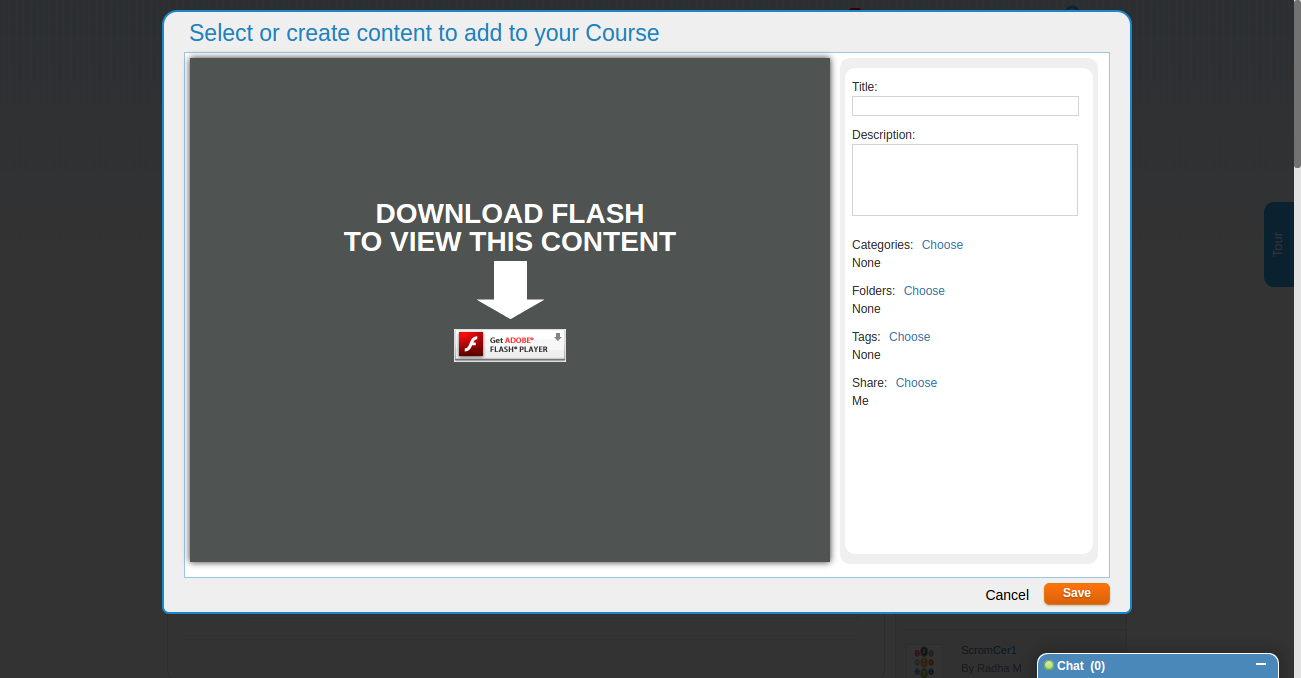 Select or create content to add to your Course
DOWNLOAD FLASH
TO VIEW THIS CONTENT
Get ADOBE®
FLASH® PLAYER
Title:
Description:
Categories: Choose
None
Folders: Choose
None
Tags: Choose
None
Share: Choose
Me
Cancel
Save
Tour
ScromCer1
By Radha M
Chat (0)